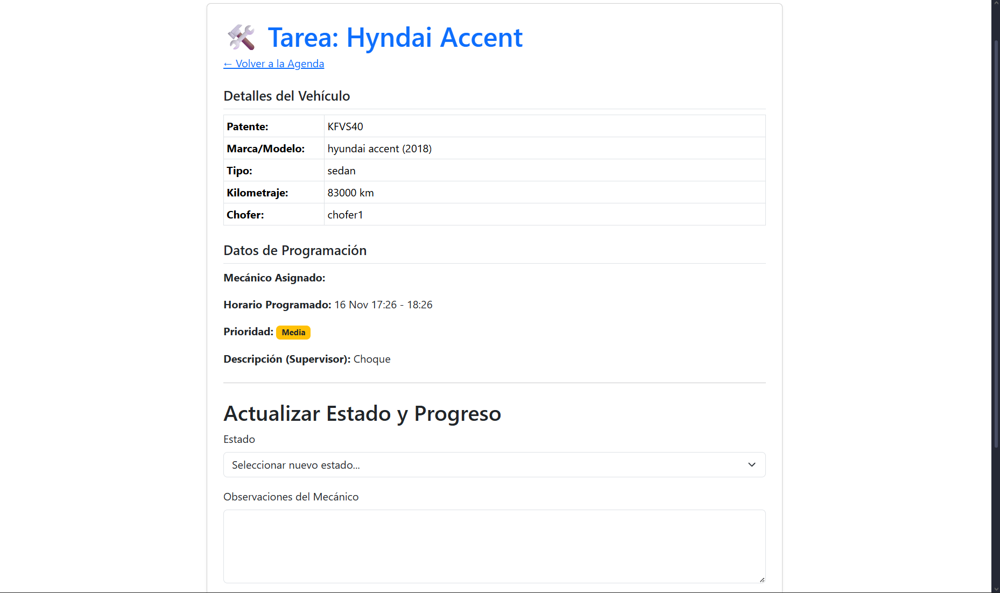 Tarea: Hyndai Accent
← Volver a la Agenda
Detalles del Vehículo
Patente: KFVS40
Marca/Modelo: hyundai accent (2018)
Tipo: sedan
Kilometraje: 83000 km
Chofer: chofer1
Datos de Programación
Mecánico Asignado:
Horario Programado: 16 Nov 17:26 - 18:26
Prioridad: Media
Descripción (Supervisor): Choque
Actualizar Estado y Progreso
Estado
Seleccionar nuevo estado...
Observaciones del Mecánico